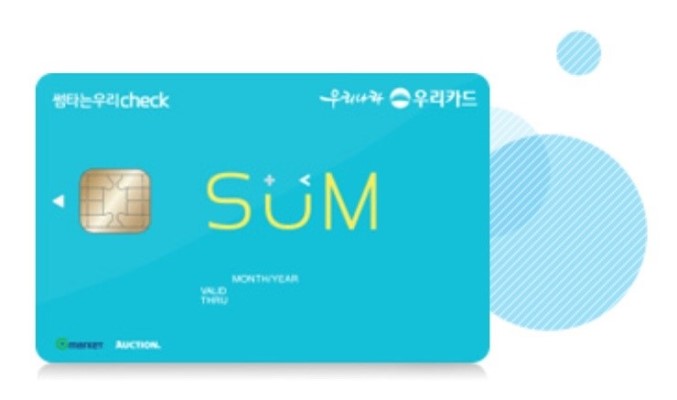 썸타는우리check
우리나라 우리카드
SUM
MONTH/YEAR
VALID
THRU
Gmarket AUCTION.